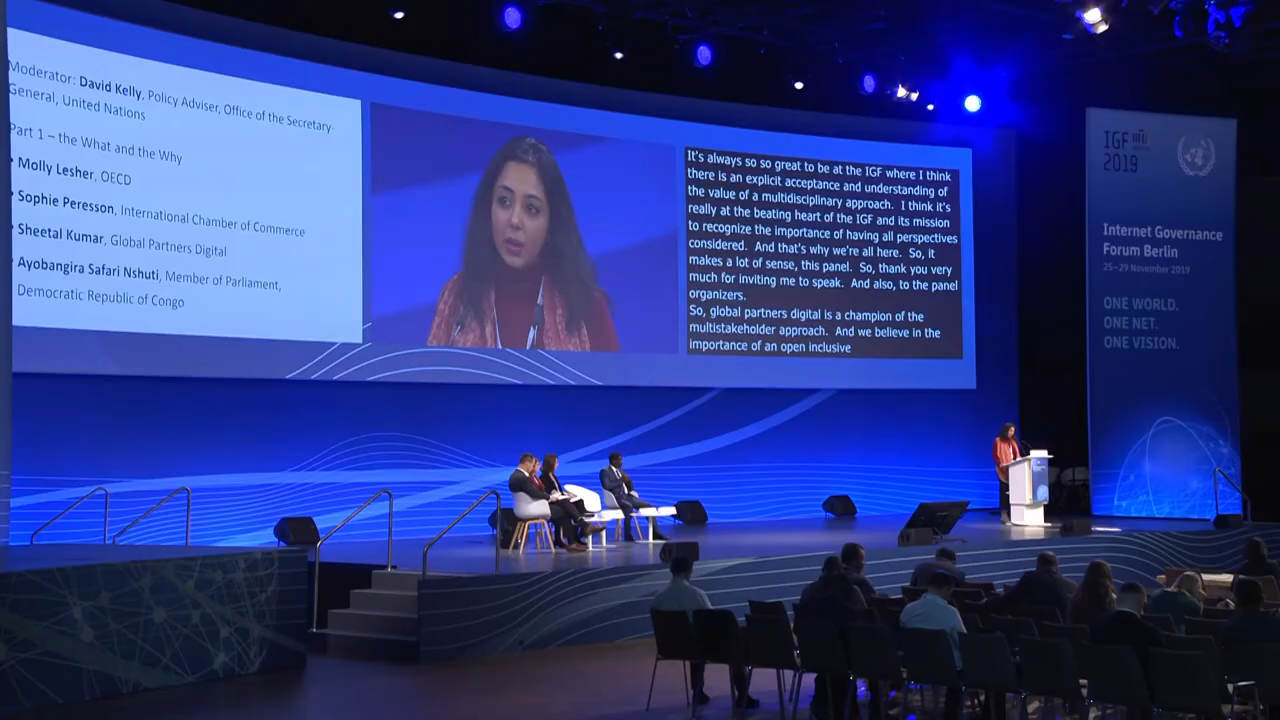 Moderator: David Kelly, Policy Adviser, Office of the Secretary-
General, United Nations
Part 1 – the What and the Why
• Molly Lesher, OECD
• Sophie Peresson, International Chamber of Commerce
• Sheetal Kumar, Global Partners Digital
• Ayobangira Safari Nshuti, Member of Parliament,
Democratic Republic of Congo
It's always so so great to be at the IGF where I think
there is an explicit acceptance and understanding of
the value of a multidisciplinary approach.  I think it's
really at the beating heart of the IGF and its mission
to recognize the importance of having all perspectives
considered.  And that's why we're all here.  So, it
makes a lot of sense, this panel.  So, thank you very
much for inviting me to speak.  And also, to the panel
organizers.
So, global partners digital is a champion of the
multistakeholder approach.  And we believe in the
importance of an open inclusive
IGF
2019
Internet Governance
Forum Berlin
25–29 November 2019
ONE WORLD.
ONE NET.
ONE VISION.